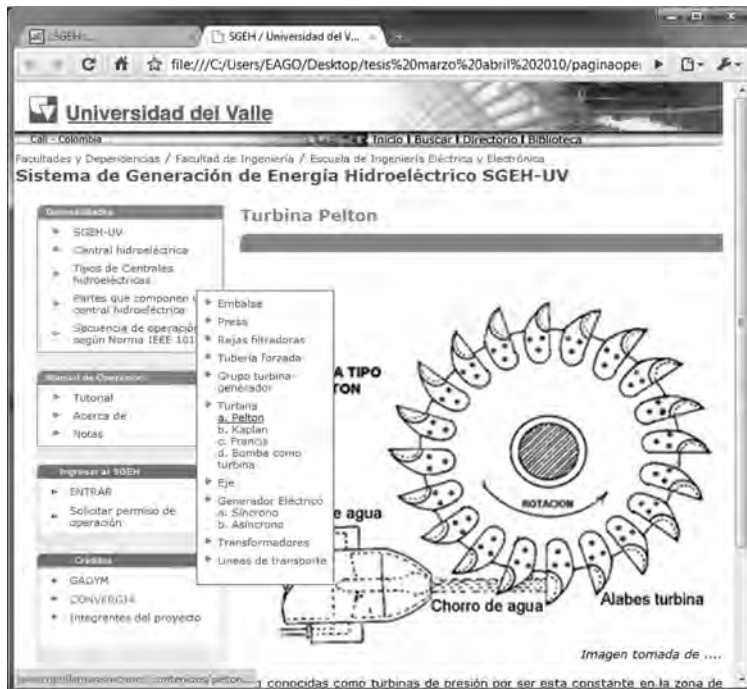 SGEH / Universidad del V...
file:///C:/Users/EAGO/Desktop/tesis%20marzo%20abril%202010/paginaope
Universidad del Valle
Cali - Colombia
Inicio | Buscar | Directorio | Biblioteca
Facultades y Dependencias / Facultad de Ingeniería / Escuela de Ingeniería Eléctrica y Electrónica
Sistema de Generación de Energía Hidroeléctrico SGEH-UV
Generalidades
SGEH-UV
Central hidroeléctrica
Tipos de Centrales
hidroeléctricas
Partes que componen
central hidroeléctrica
Secuencia de operación
según Norma IEEE 101
Manual de Operación
Tutorial
Acerca de
Notas
Ingresar al SGEH
ENTRAR
Solicitar permiso de
operación
Créditos
GADYM
CONVERGIA
Integrantes del proyecto
Embalse
Presa
Rejas filtradoras
Tubería forzada
Grupo turbina-
generador
Turbina
a. Pelton
b. Kaplan
c. Francis
d. Bomba como
turbina
Eje
Generador Eléctrico
a. Síncrono
b. Asíncrono
Transformadores
Lineas de transporte
Turbina Pelton
A TIPO
TON
ROTACION
e agua
Chorro de agua
Alabes turbina
Imagen tomada de ....
conocidas como turbinas de presión por ser esta constante en la zona de